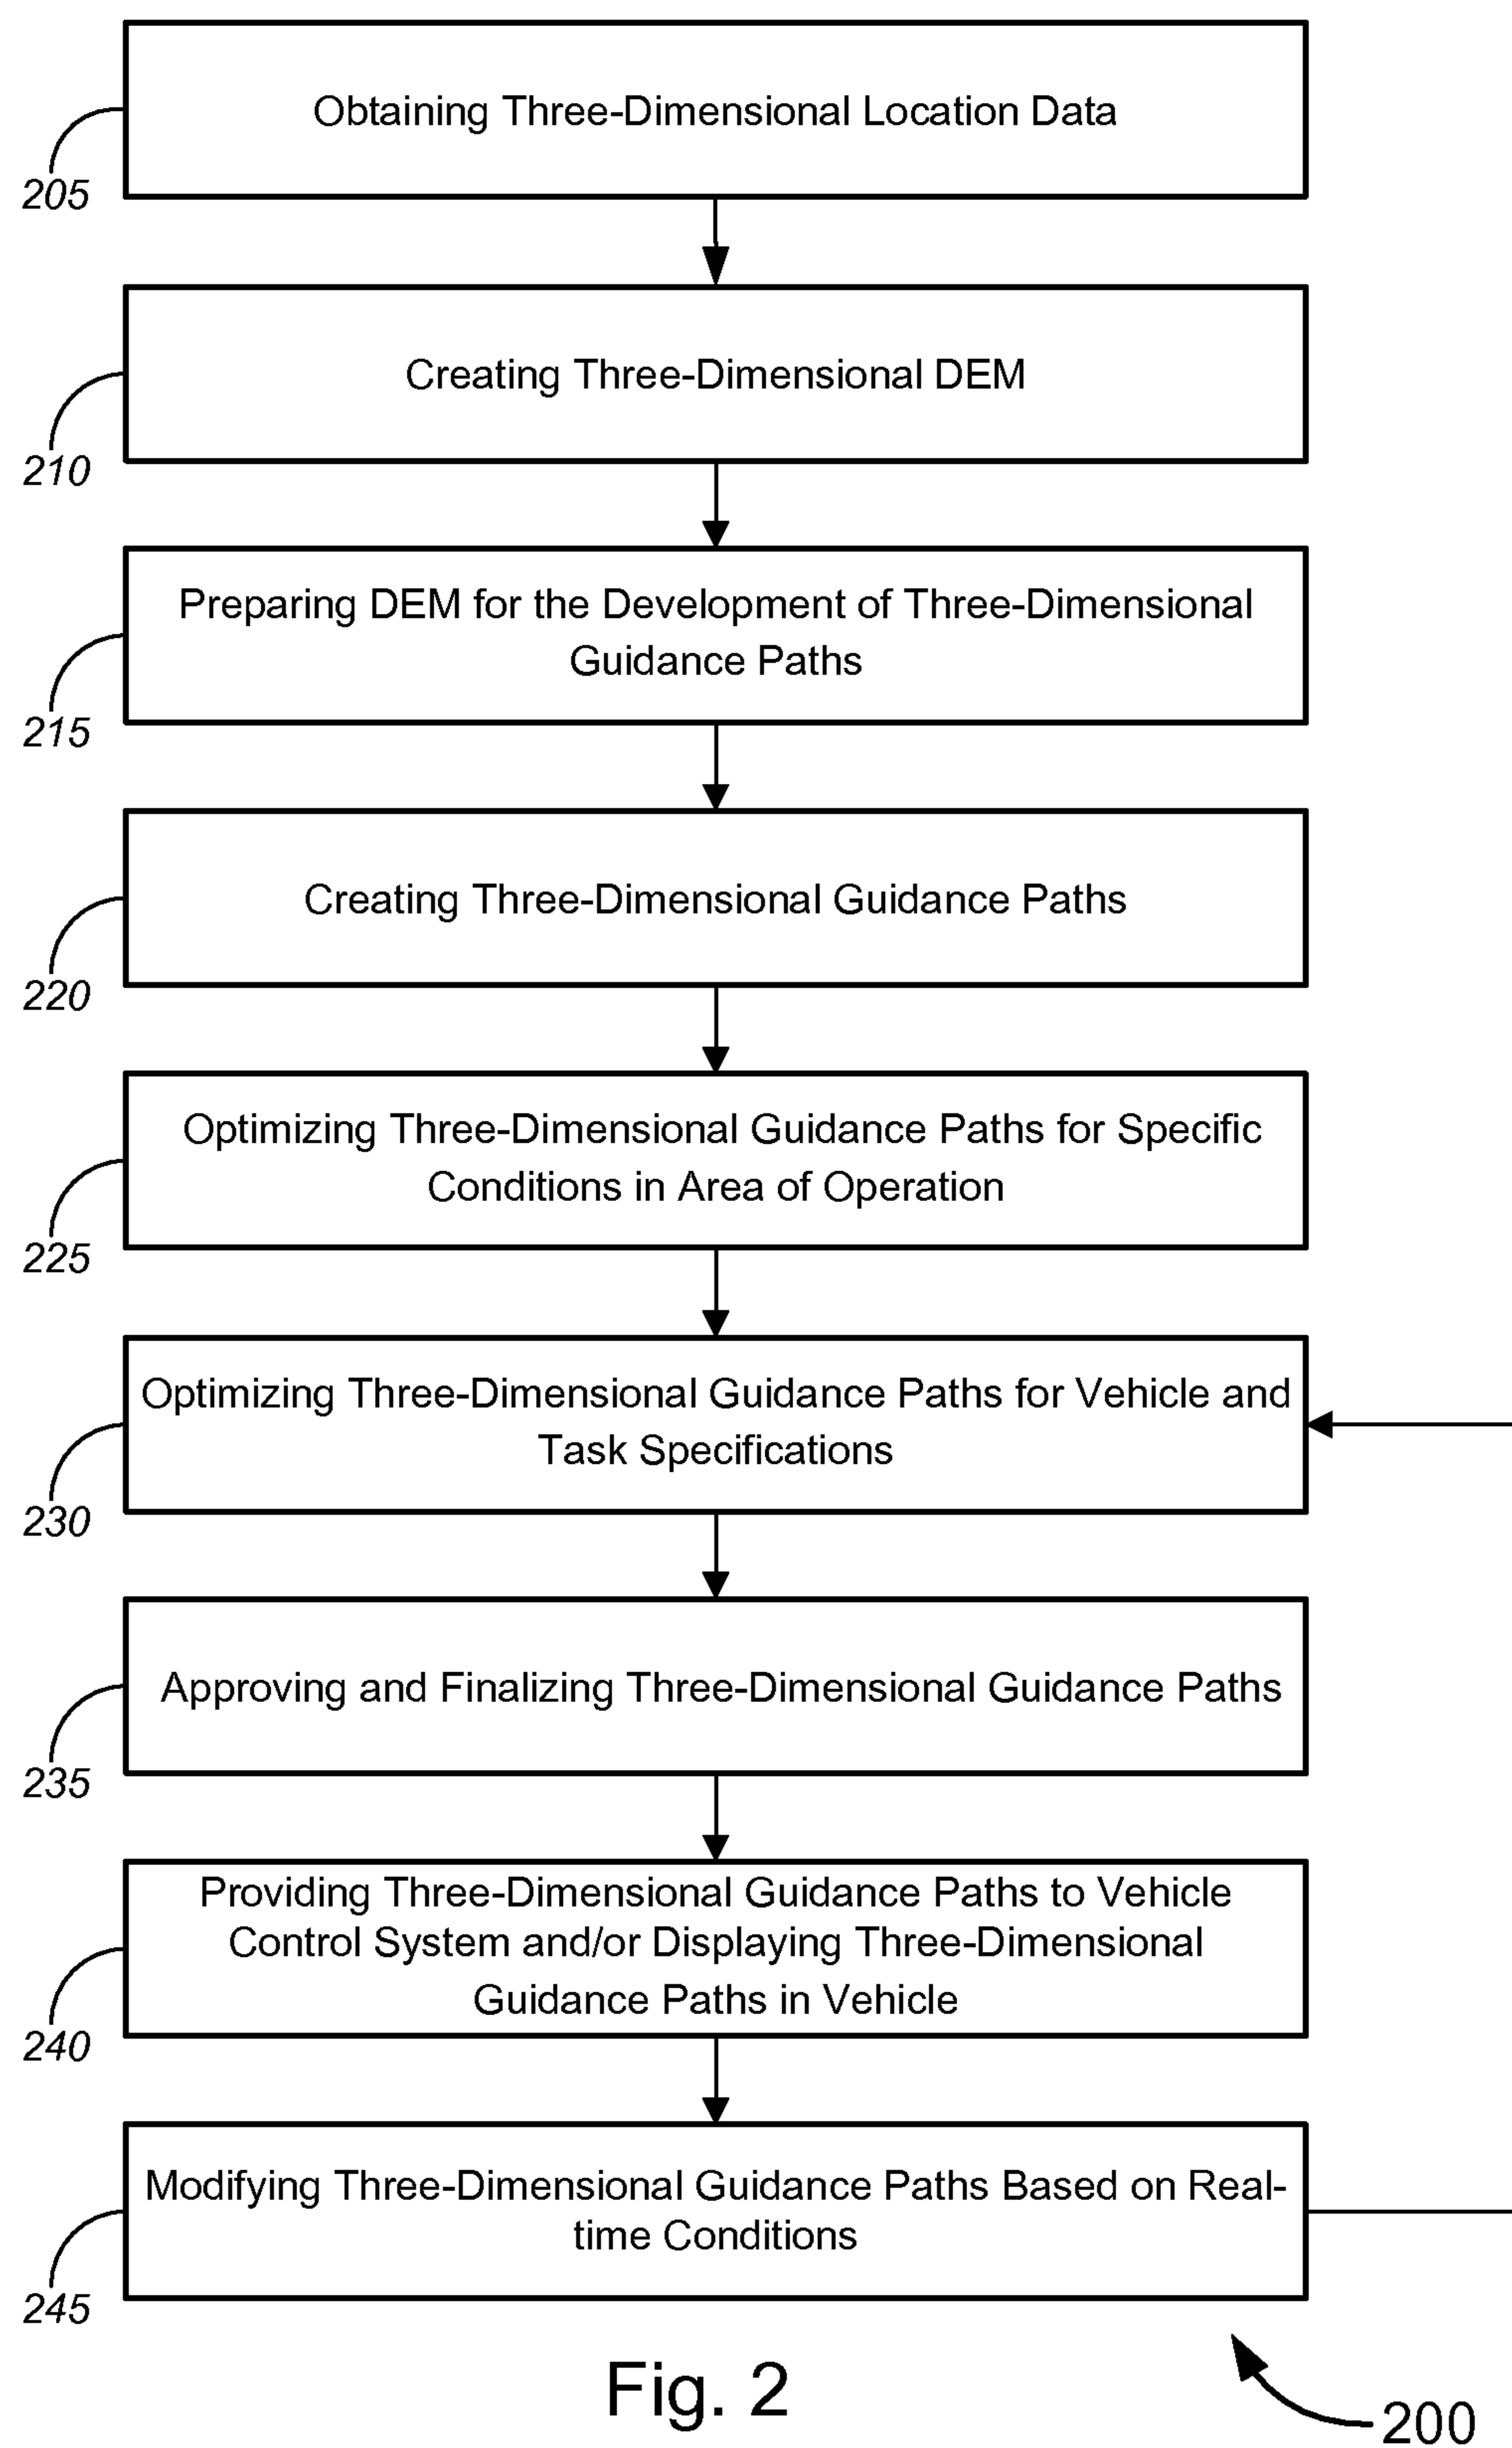 Obtaining Three-Dimensional Location Data
205
Creating Three-Dimensional DEM
210
Preparing DEM for the Development of Three-Dimensional
Guidance Paths
215
Creating Three-Dimensional Guidance Paths
220
Optimizing Three-Dimensional Guidance Paths for Specific
Conditions in Area of Operation
225
Optimizing Three-Dimensional Guidance Paths for Vehicle and
Task Specifications
230
Approving and Finalizing Three-Dimensional Guidance Paths
235
Providing Three-Dimensional Guidance Paths to Vehicle
Control System and/or Displaying Three-Dimensional
Guidance Paths in Vehicle
240
Modifying Three-Dimensional Guidance Paths Based on Real-
time Conditions
245
Fig. 2
200